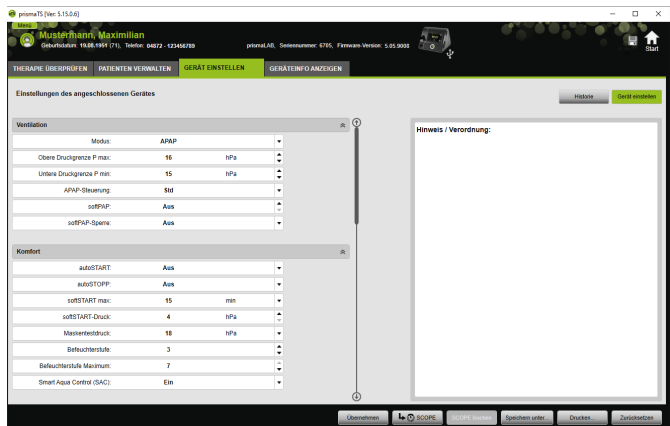 prismaTS [Ver: 5.15.0.6]
Menü
Mustermann, Maximilian
Geburtsdatum: 19.08.1951 (71), Telefon: 04872 - 123456789
prismaLAB, Seriennummer: 6705, Firmware-Version: 5.05.9008
Start
THERAPIE ÜBERPRÜFEN PATIENTEN VERWALTEN GERÄT EINSTELLEN GERÄTEINFO ANZEIGEN
Einstellungen des angeschlossenen Gerätes
Historie Gerät einstellen
Ventilation
Hinweis / Verordnung:
Modus: APAP
Obere Druckgrenze P max: 16 hPa
Untere Druckgrenze P min: 15 hPa
APAP-Steuerung: Std
softPAP: Aus
softPAP-Sperre: Aus
Komfort
autoSTART: Aus
autoSTOPP: Aus
softSTART max: 15 min
softSTART-Druck: 4 hPa
Maskentestdruck: 18 hPa
Befeuchterstufe: 3
Befeuchterstufe Maximum: 7
Smart Aqua Control (SAC): Ein
Übernehmen SCOPE SCOPE löschen Speichern unter... Drucken... Zurücksetzen